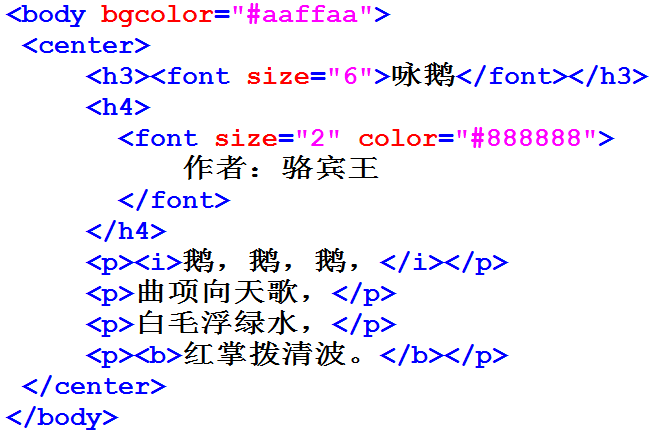 <body bgcolor="#aaffaa">
<center>
<h3><font size="6">咏鹅</font></h3>
<h4>
<font size="2" color="#888888">
作者：骆宾王
</font>
</h4>
<p><i>鹅，鹅，鹅，</i></p>
<p>曲项向天歌，</p>
<p>白毛浮绿水，</p>
<p><b>红掌拨清波。</b></p>
</center>
</body>